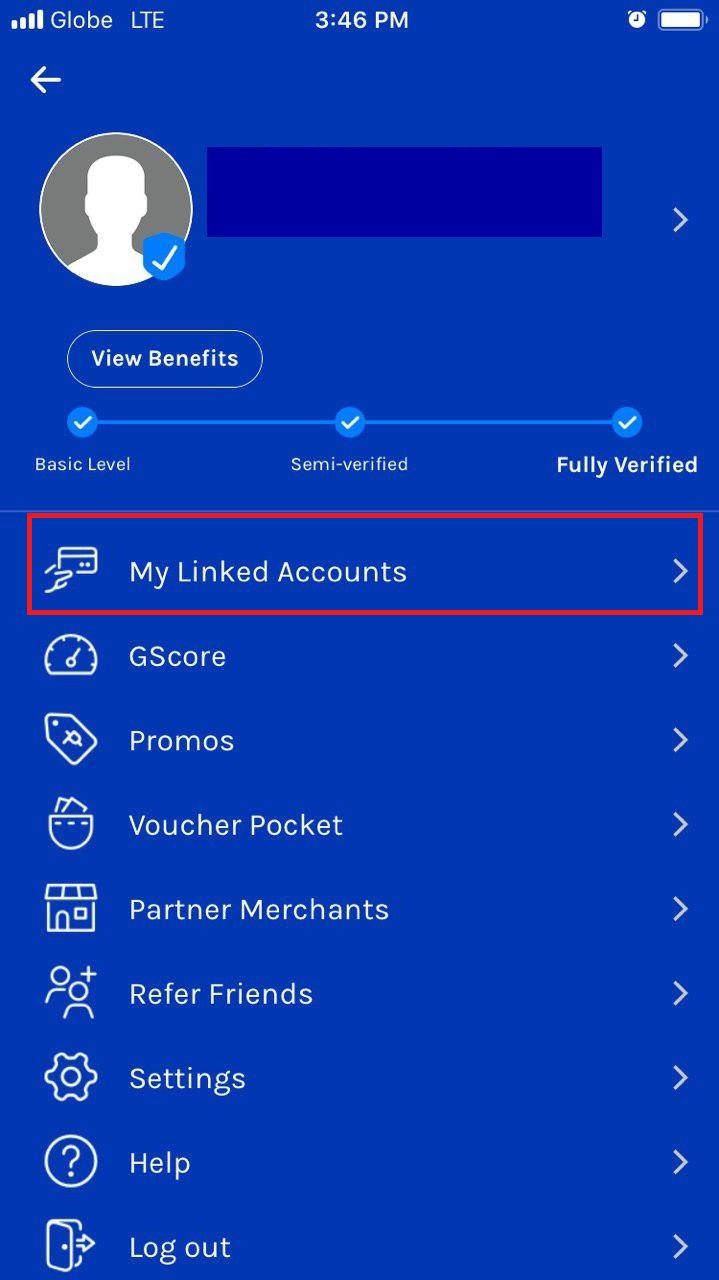 Globe LTE 3:46 PM
View Benefits
Basic Level Semi-verified Fully Verified
My Linked Accounts
GScore
Promos
Voucher Pocket
Partner Merchants
Refer Friends
Settings
Help
Log out